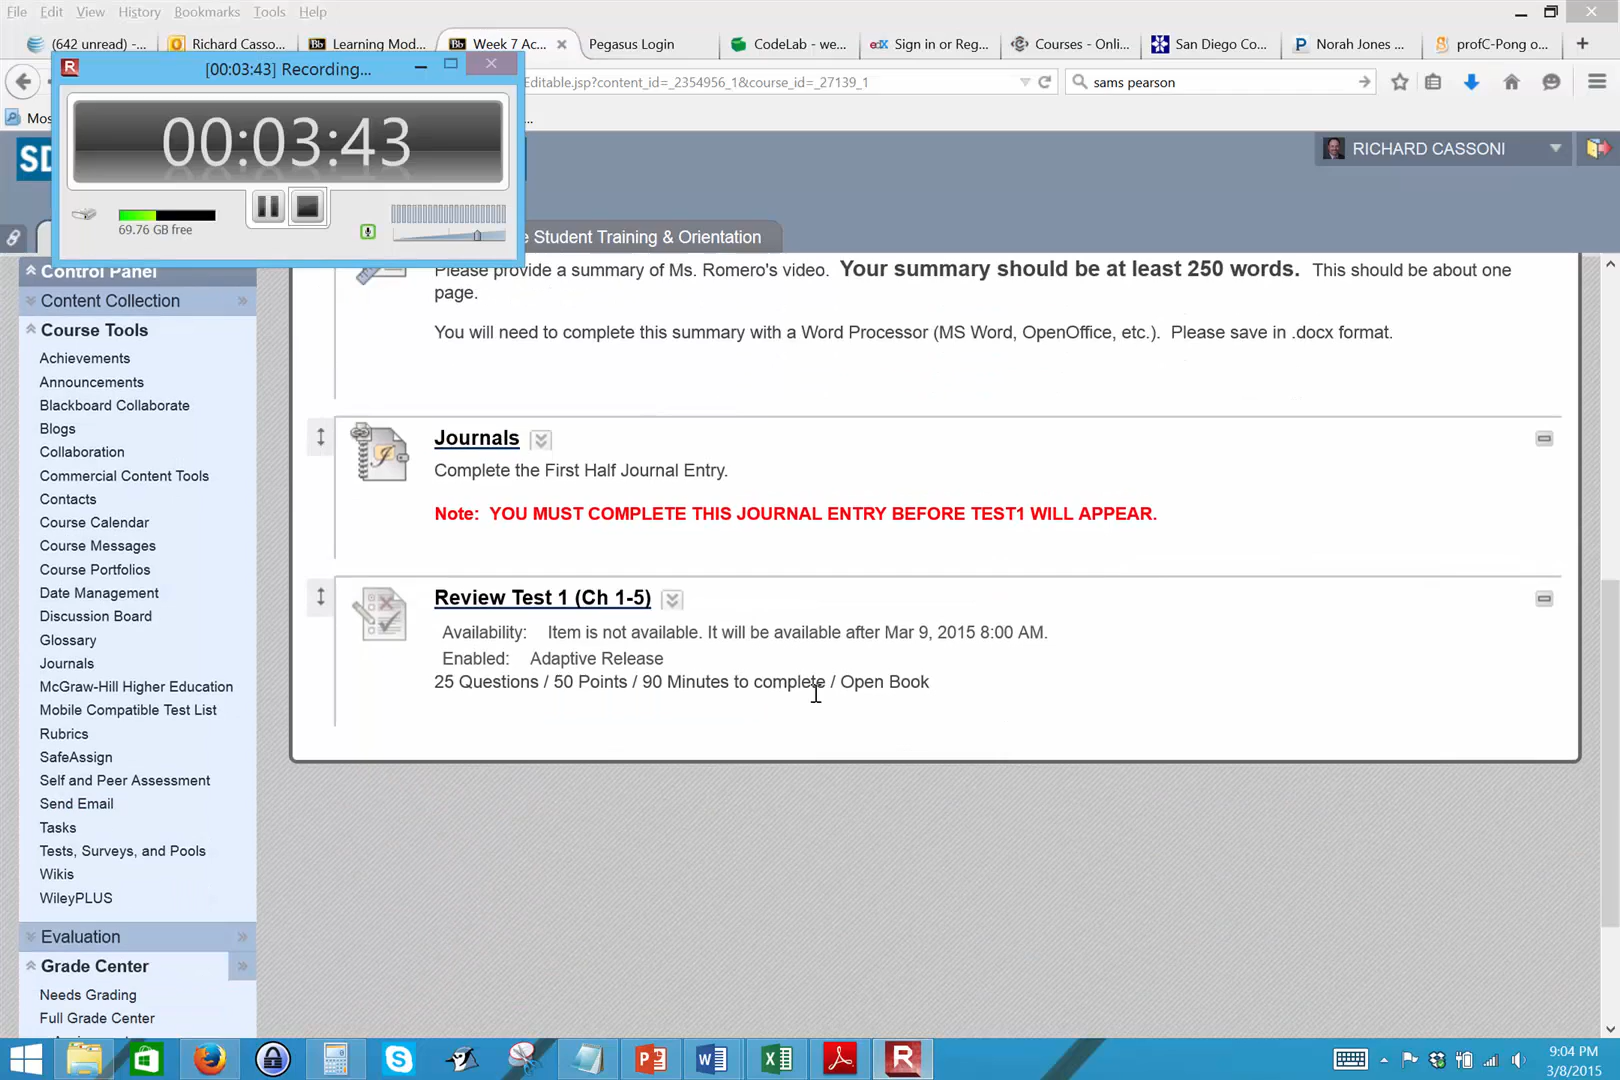 File Edit View History Bookmarks Tools Help
(642 unread) -... Richard Casso... Learning Mod... Week 7 Ac... Pegasus Login CodeLab - we... Sign in or Reg... Courses - Onli... San Diego Co... Norah Jones ... profC-Pong o...
[00:03:43] Recording...
Editable.jsp?content_id=_2354956_1&course_id=_27139_1
sams pearson
Mos
00:03:43
69.76 GB free
SD
RICHARD CASSONI
e Student Training & Orientation
Control Panel
Content Collection
Course Tools
Achievements
Announcements
Blackboard Collaborate
Blogs
Collaboration
Commercial Content Tools
Contacts
Course Calendar
Course Messages
Course Portfolios
Date Management
Discussion Board
Glossary
Journals
McGraw-Hill Higher Education
Mobile Compatible Test List
Rubrics
SafeAssign
Self and Peer Assessment
Send Email
Tasks
Tests, Surveys, and Pools
Wikis
WileyPLUS
Evaluation
Grade Center
Needs Grading
Full Grade Center
Please provide a summary of Ms. Romero's video. Your summary should be at least 250 words. This should be about one
page.
You will need to complete this summary with a Word Processor (MS Word, OpenOffice, etc.). Please save in .docx format.
Journals
Complete the First Half Journal Entry.
Note: YOU MUST COMPLETE THIS JOURNAL ENTRY BEFORE TEST1 WILL APPEAR.
Review Test 1 (Ch 1-5)
Availability: Item is not available. It will be available after Mar 9, 2015 8:00 AM.
Enabled: Adaptive Release
25 Questions / 50 Points / 90 Minutes to complete / Open Book
9:04 PM
3/8/2015